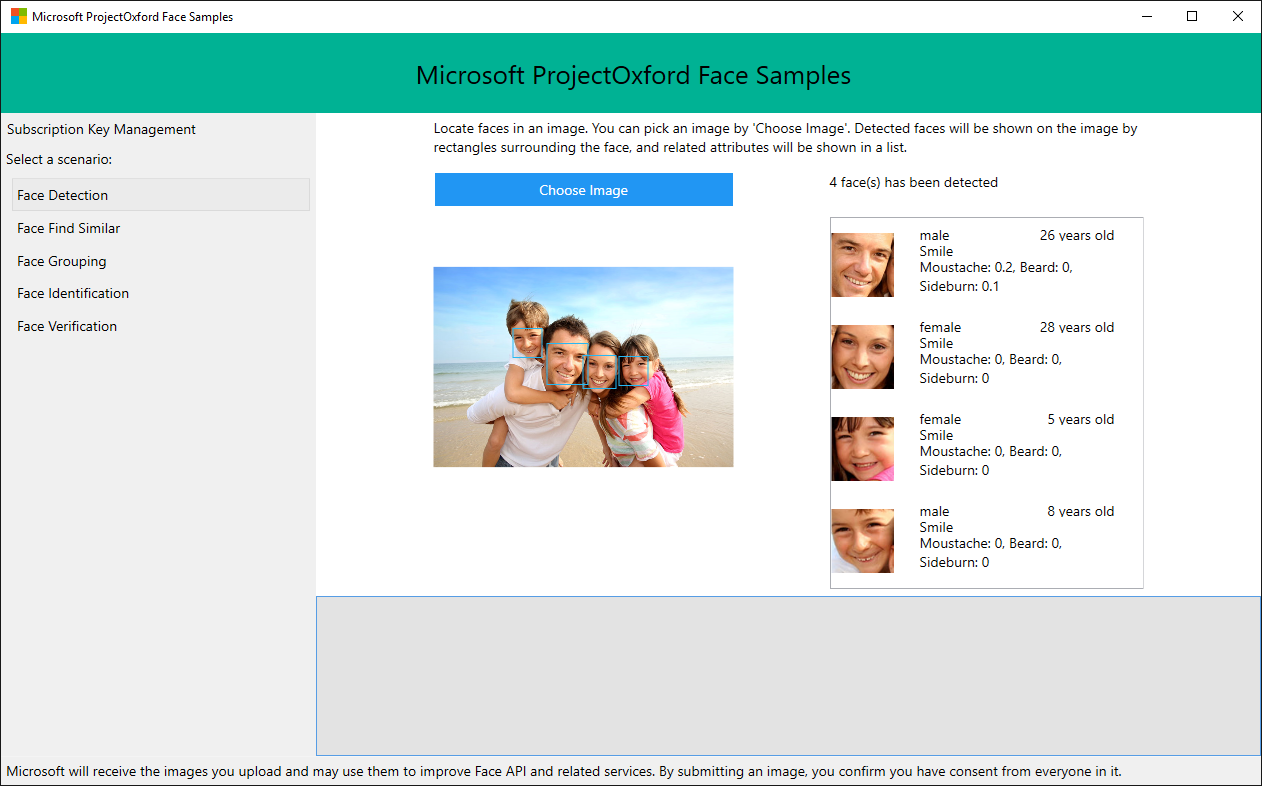 Microsoft ProjectOxford Face Samples
Microsoft ProjectOxford Face Samples
Subscription Key Management
Select a scenario:
Face Detection
Face Find Similar
Face Grouping
Face Identification
Face Verification
Locate faces in an image. You can pick an image by 'Choose Image'. Detected faces will be shown on the image by
rectangles surrounding the face, and related attributes will be shown in a list.
Choose Image
4 face(s) has been detected
male 26 years old
Smile
Moustache: 0.2, Beard: 0,
Sideburn: 0.1
female 28 years old
Smile
Moustache: 0, Beard: 0,
Sideburn: 0
female 5 years old
Smile
Moustache: 0, Beard: 0,
Sideburn: 0
male 8 years old
Smile
Moustache: 0, Beard: 0,
Sideburn: 0
Microsoft will receive the images you upload and may use them to improve Face API and related services. By submitting an image, you confirm you have consent from everyone in it.